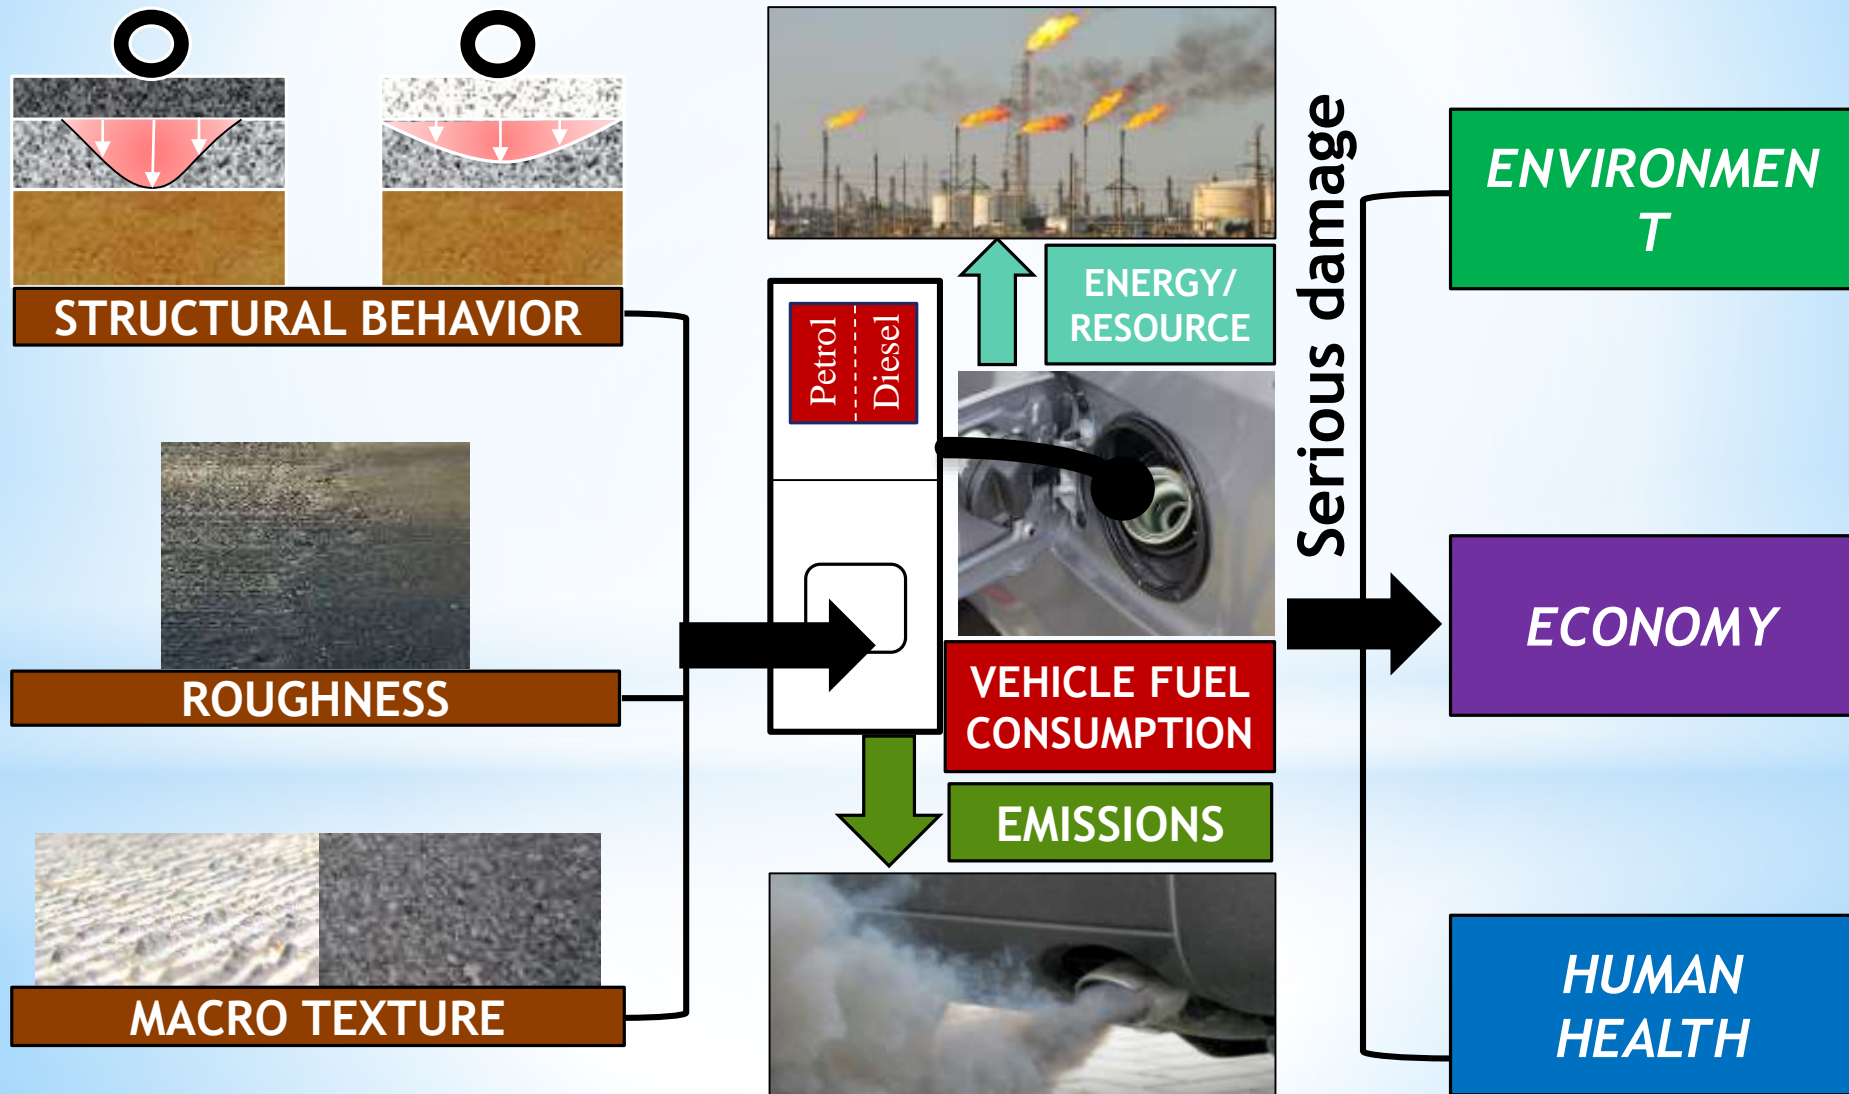 STRUCTURAL BEHAVIOR
ROUGHNESS
MACRO TEXTURE
Petrol
Diesel
ENERGY/
RESOURCE
VEHICLE FUEL
CONSUMPTION
EMISSIONS
Serious damage
ENVIRONMEN
T
ECONOMY
HUMAN
HEALTH